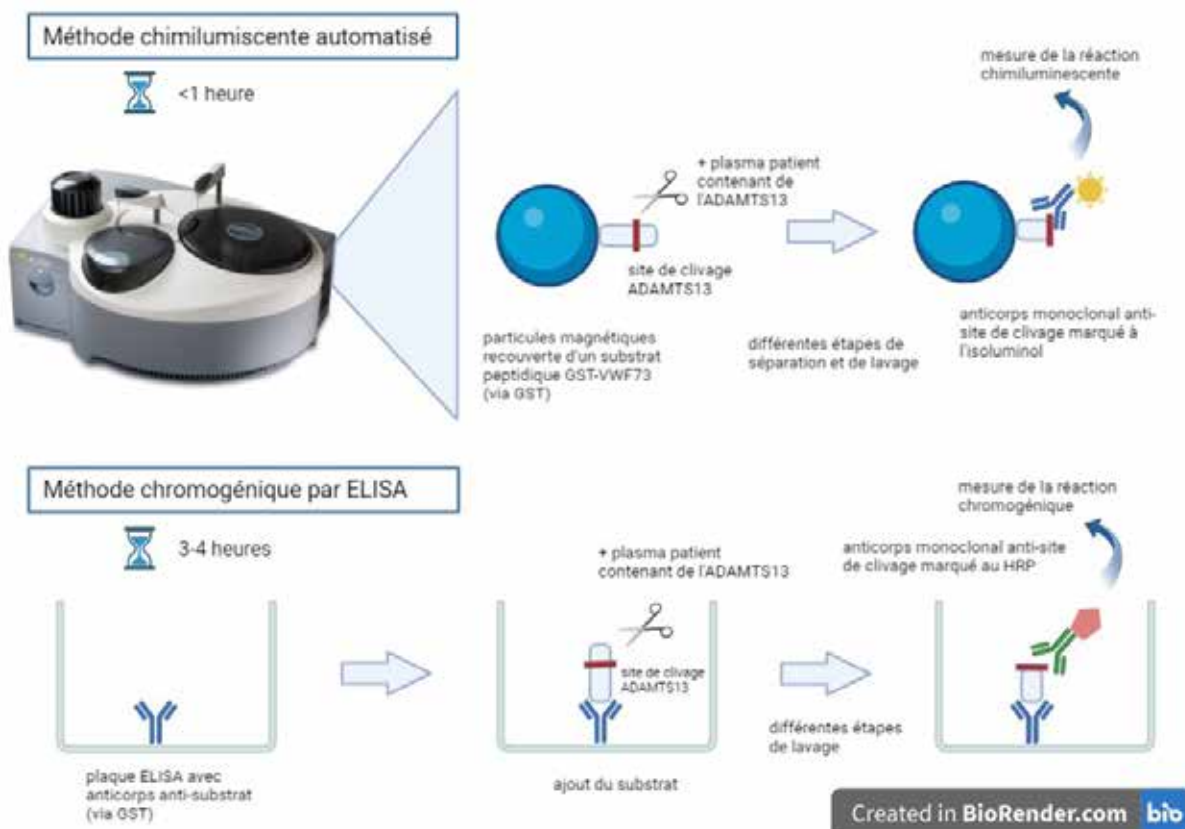 Méthode chimilumiscente automatisé
<1 heure
mesure de la réaction
chimiluminescente
+ plasma patient
contenant de
l'ADAMTS13
site de clivage
ADAMTS13
particules magnétiques
recouverte d'un substrat
peptidique GST-VWF73
(via GST)
différentes étapes de
séparation et de lavage
anticorps monoclonal anti-
site de clivage marqué à
l'isoluminol
Méthode chromogénique par ELISA
3-4 heures
mesure de la réaction
chromogénique
+ plasma patient
contenant de l'ADAMTS13
anticorps monoclonal anti-site
de clivage marqué au HRP
site de clivage
ADAMTS13
différentes étapes
de lavage
plaque ELISA avec
anticorps anti-substrat
(via GST)
ajout du substrat
Created in BioRender.com bio